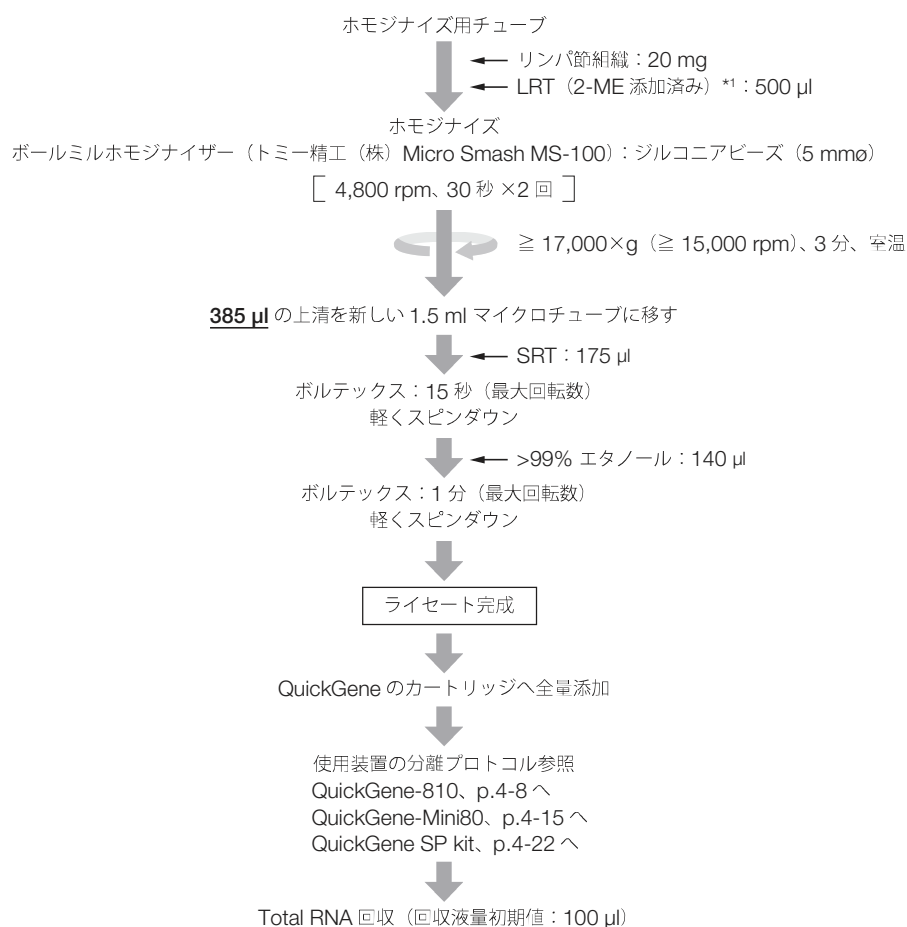 ホモジナイズ用チューブ
リンパ節組織：20 mg
LRT（2-ME 添加済み）*1：500 µl
ホモジナイズ
ボールミルホモジナイザー（トミー精工（株）Micro Smash MS-100）：ジルコニアビーズ（5 mmø）
[ 4,800 rpm、30 秒 ×2 回 ]
≧ 17,000×g（≧ 15,000 rpm）、3 分、室温
385 µl の上清を新しい 1.5 ml マイクロチューブに移す
SRT：175 µl
ボルテックス：15 秒（最大回転数）
軽くスピンダウン
>99% エタノール：140 µl
ボルテックス：1 分（最大回転数）
軽くスピンダウン
ライセート完成
QuickGene のカートリッジへ全量添加
使用装置の分離プロトコル参照
QuickGene-810、p.4-8 へ
QuickGene-Mini80、p.4-15 へ
QuickGene SP kit、p.4-22 へ
Total RNA 回収（回収液量初期値：100 µl）